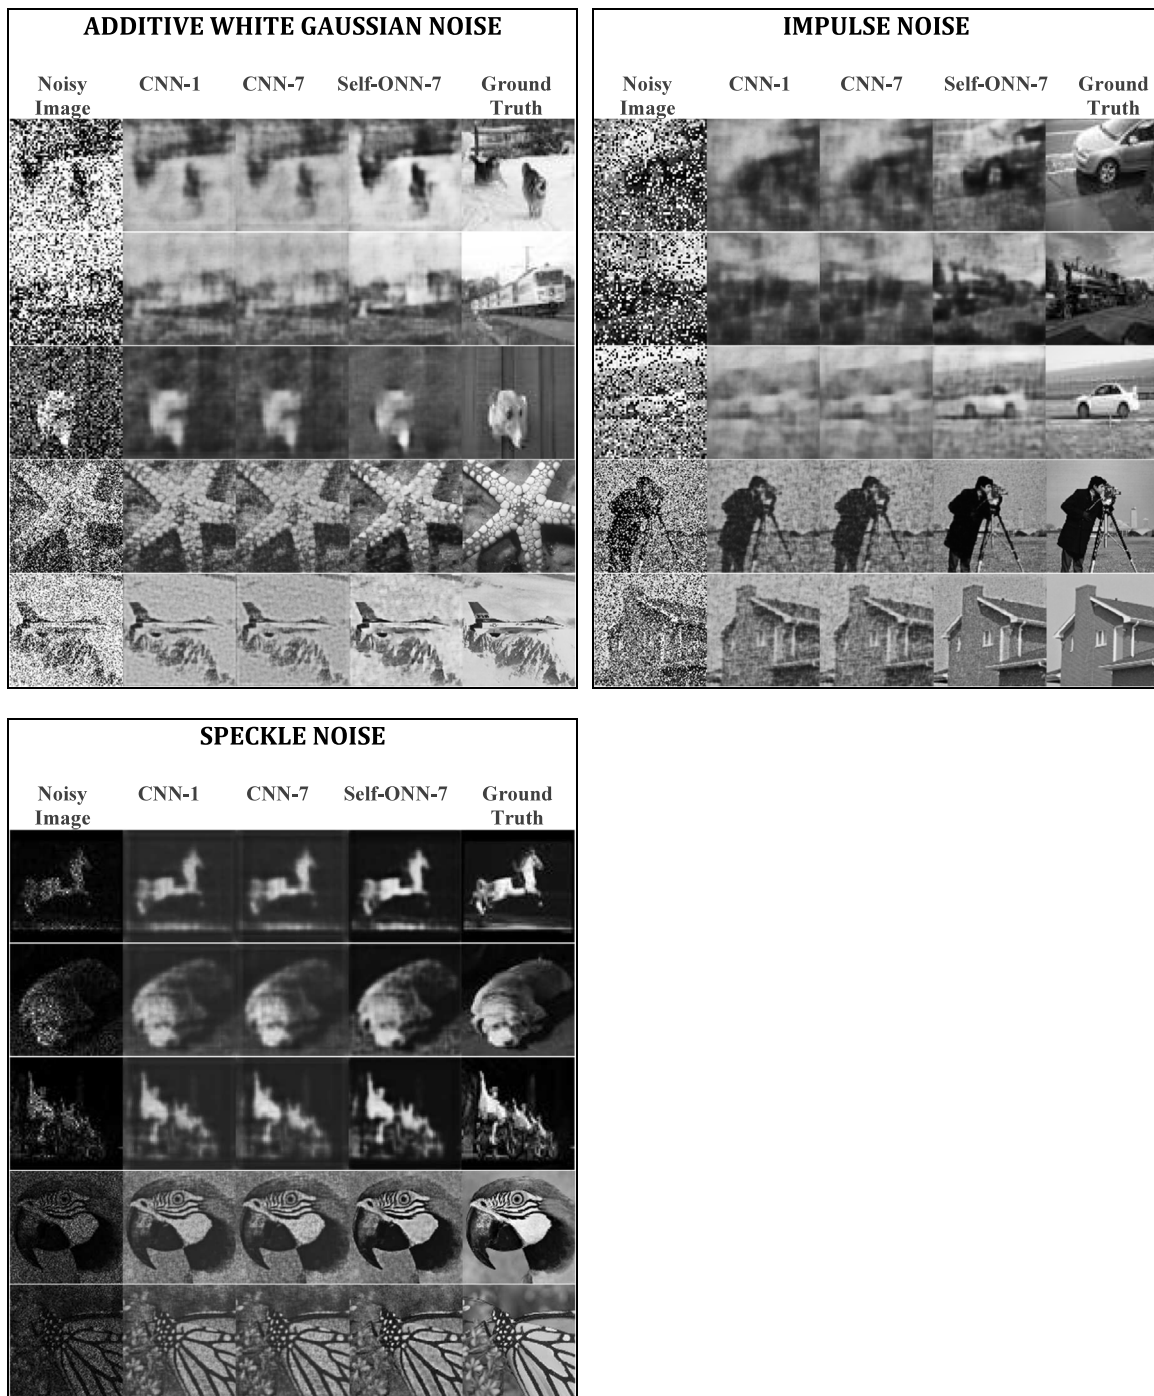 ADDITIVE WHITE GAUSSIAN NOISE
Noisy Image CNN-1 CNN-7 Self-ONN-7 Ground Truth
IMPULSE NOISE
Noisy Image CNN-1 CNN-7 Self-ONN-7 Ground Truth
SPECKLE NOISE
Noisy Image CNN-1 CNN-7 Self-ONN-7 Ground Truth